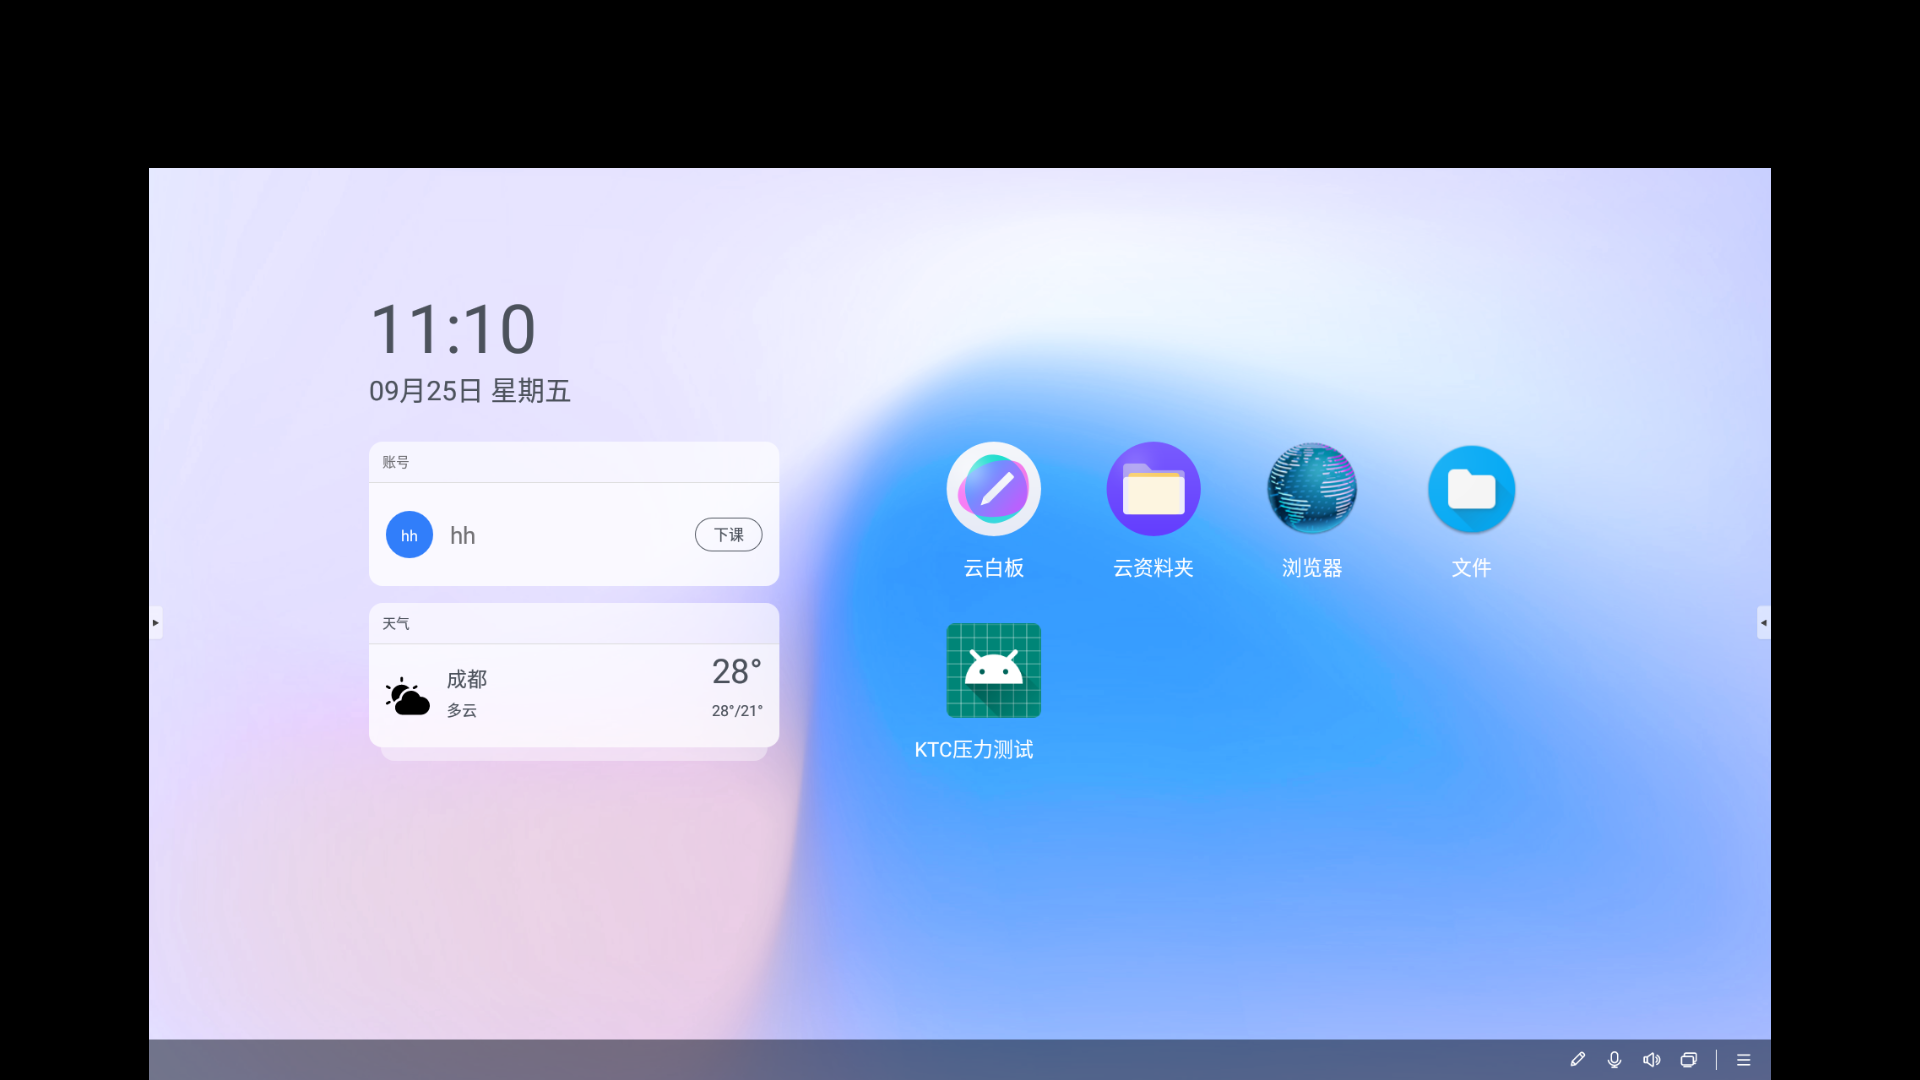 11:10
09月25日 星期五
账号
hh
hh
下课
天气
成都
28°
多云
28°/21°
云白板
云资料夹
浏览器
文件
KTC压力测试